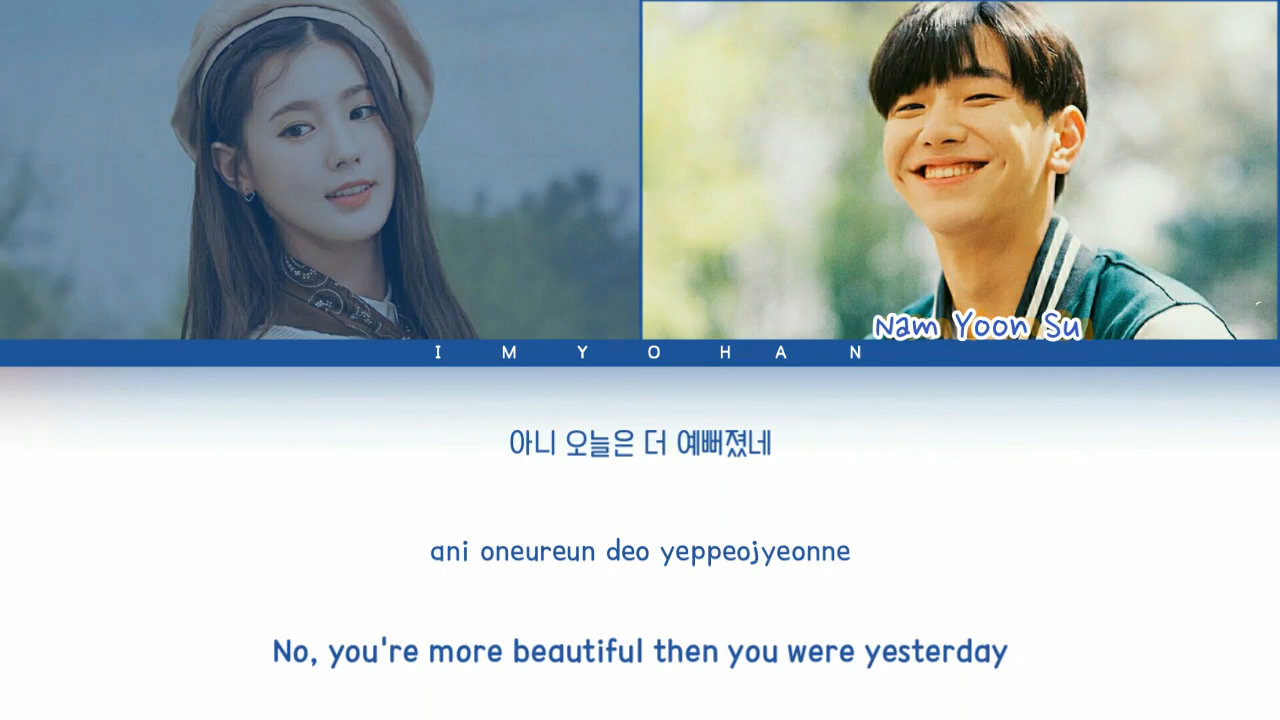 Nam Yoon Su
I M Y O H A N
아니 오늘은 더 예뻐졌네
ani oneureun deo yeppeojyeonne
No, you're more beautiful then you were yesterday